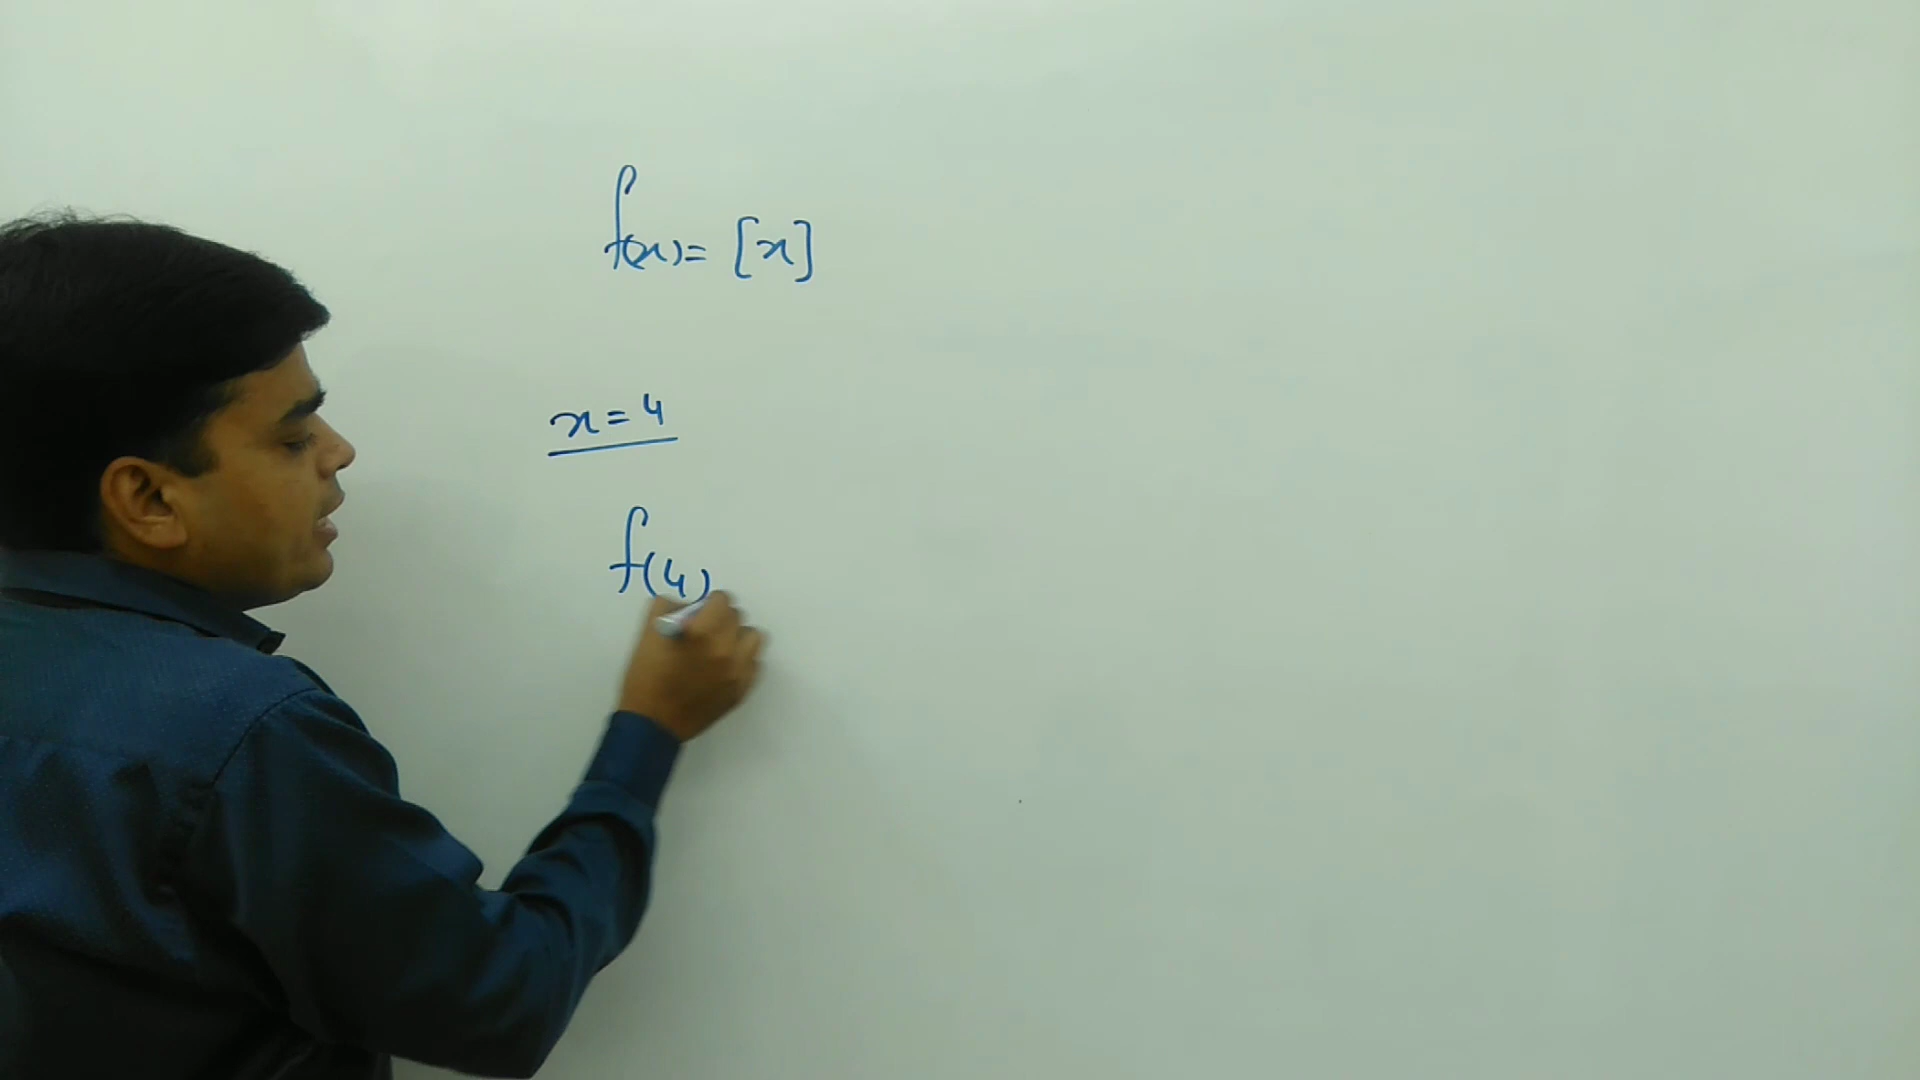 f(x) = [x]
x = 4
f(4)